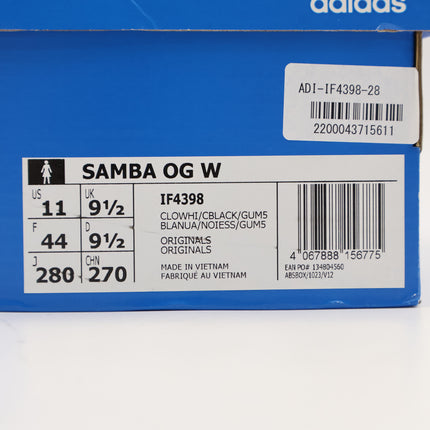 adidas
ADI-IF4398-28
2200043715611
SAMBA OG W
US UK
11 9½
F D
44 9½
J CHN
280 270
IF4398
CLOWHI/CBLACK/GUM5
BLANUA/NOIESS/GUM5
ORIGINALS
ORIGINALS
MADE IN VIETNAM
FABRIQUÉ AU VIETNAM
4 067888 156775
EAN PO# 134804560
ABSBOX/1023/V12